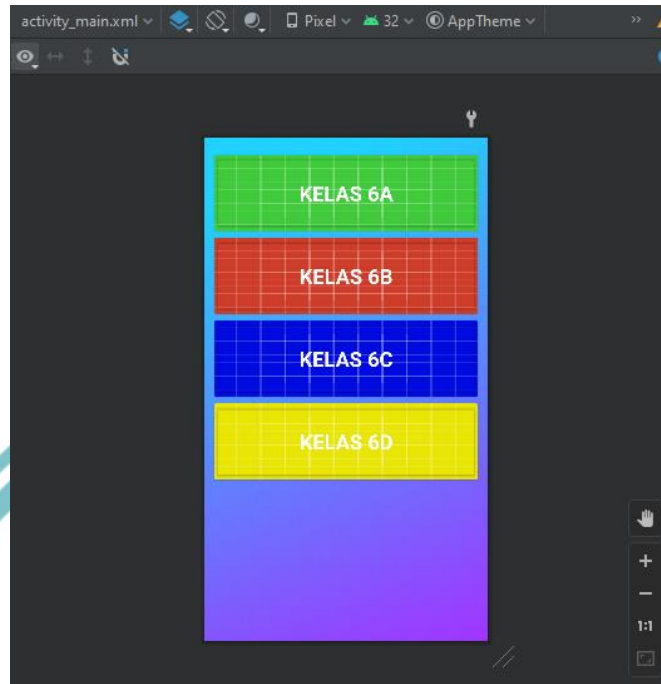 activity_main.xml Pixel 32 AppTheme
KELAS 6A
KELAS 6B
KELAS 6C
KELAS 6D
1:1